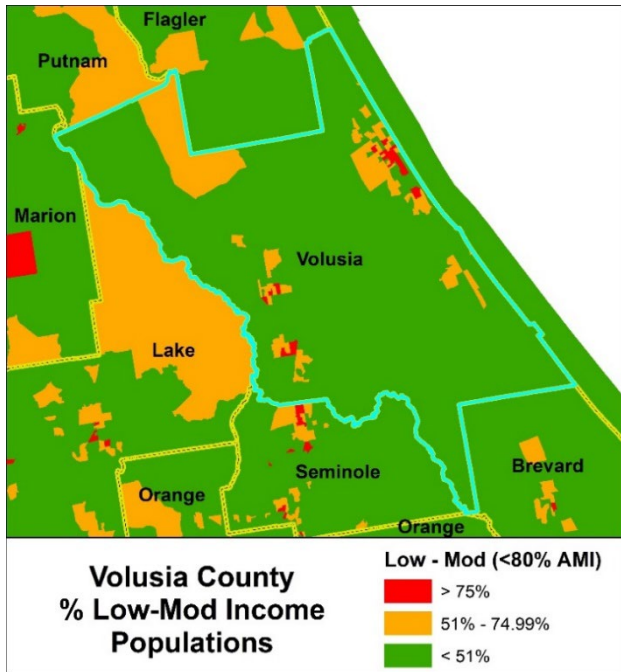 Flagler
Putnam
Marion
Volusia
Lake
Seminole
Brevard
Orange
Orange
Volusia County
% Low-Mod Income
Populations
Low - Mod (<80% AMI)
> 75%
51% - 74.99%
< 51%